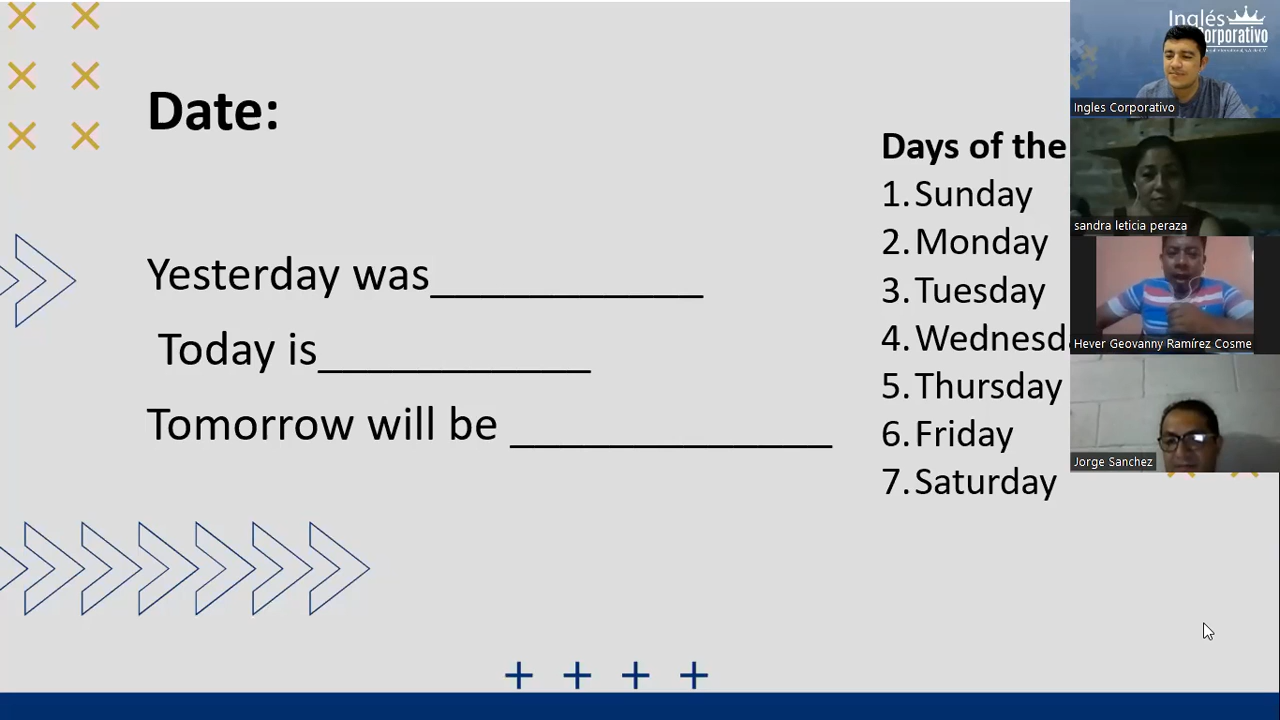 Date:
Yesterday was____________
Today is____________
Tomorrow will be ______________
Days of the
1. Sunday
2. Monday
3. Tuesday
4. Wednesd
5. Thursday
6. Friday
7. Saturday
Inglés
Corporativo
Ingles Corporativo
sandra leticia peraza
Hever Geovanny Ramírez Cosme
Jorge Sanchez